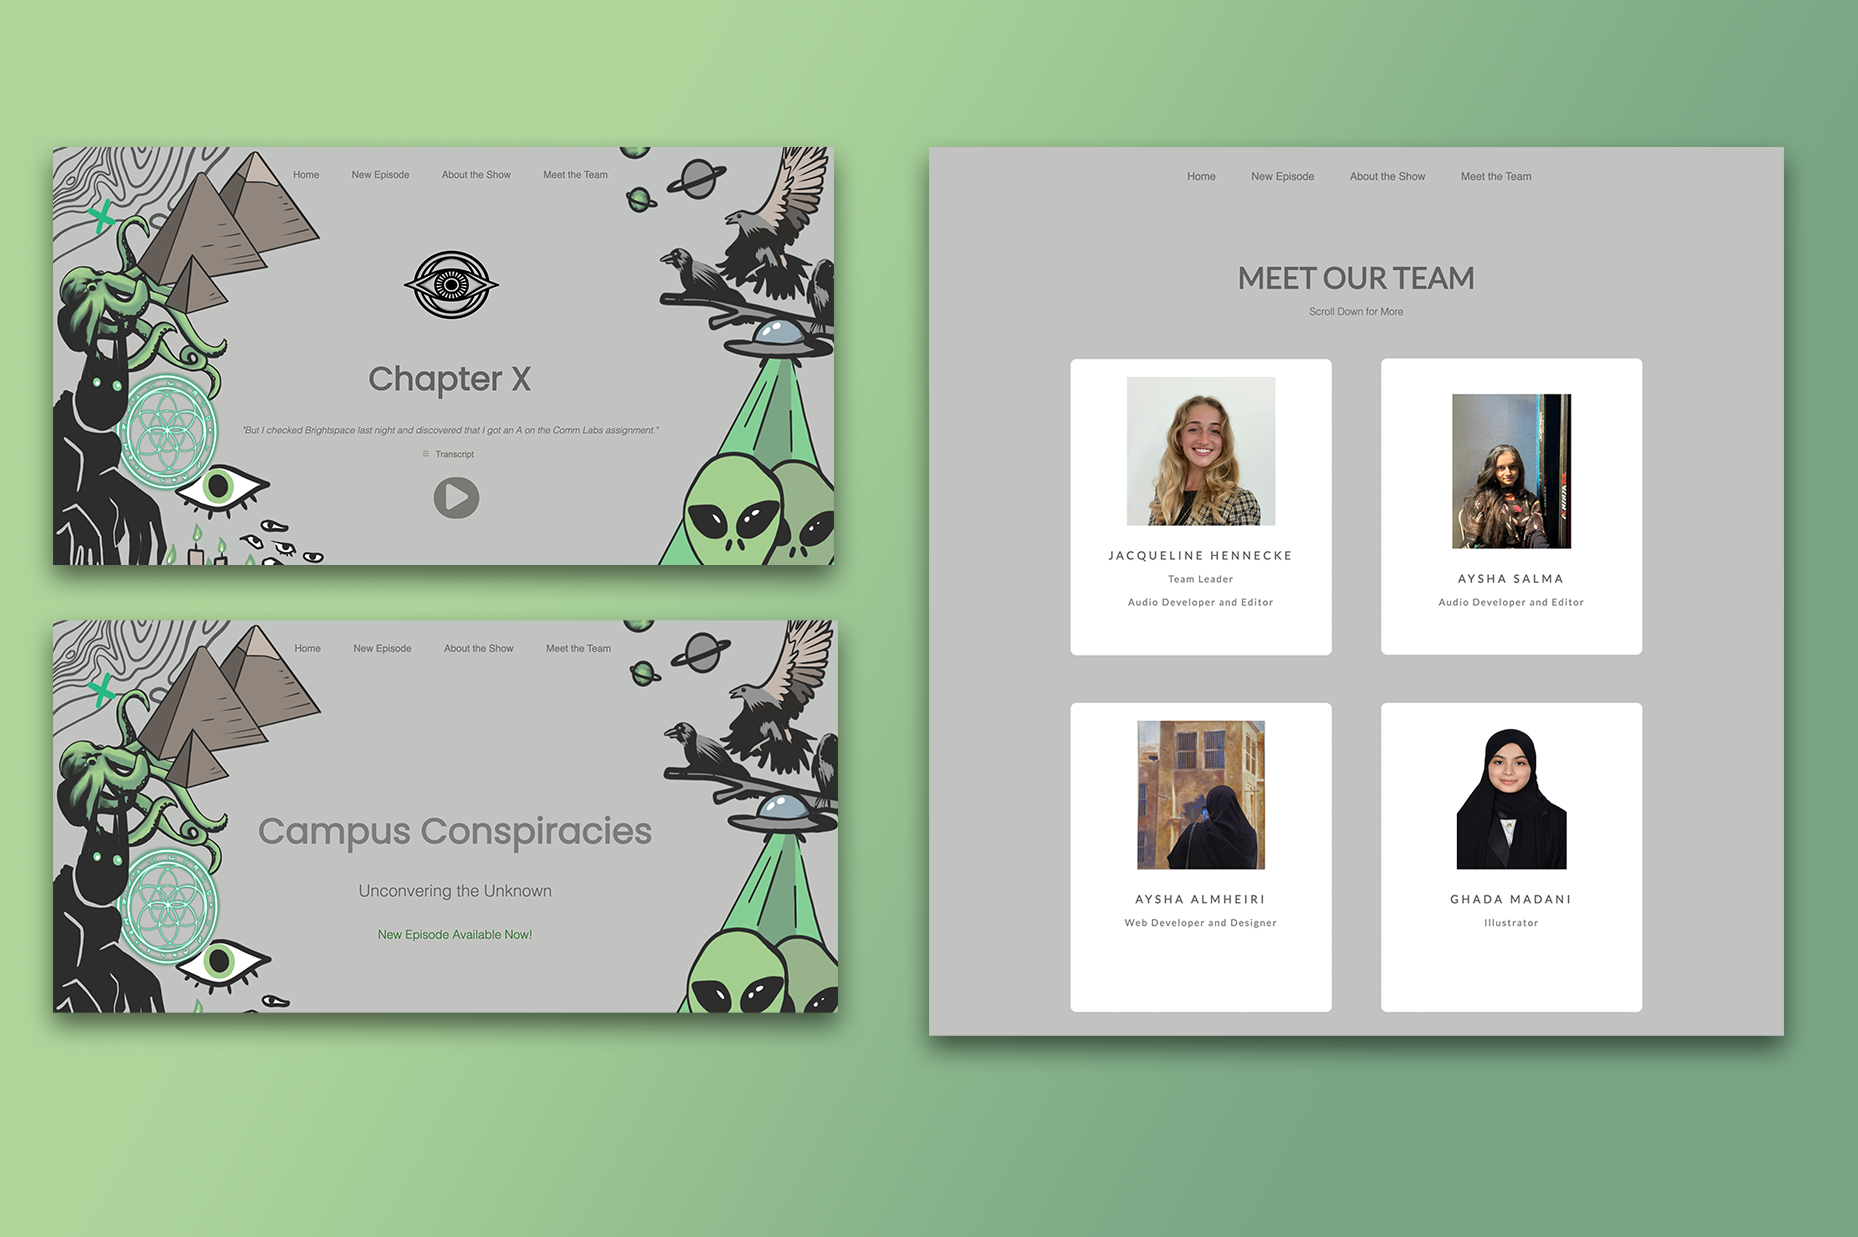 Home New Episode About the Show Meet the Team
Chapter X
"But I checked Brightspace last night and discovered that I got an A on the Comm Labs assignment."
Transcript
Home New Episode About the Show Meet the Team
Campus Conspiracies
Unconvering the Unknown
New Episode Available Now!
Home New Episode About the Show Meet the Team
MEET OUR TEAM
Scroll Down for More
JACQUELINE HENNECKE
Team Leader
Audio Developer and Editor
AYSHA SALMA
Audio Developer and Editor
AYSHA ALMHEIRI
Web Developer and Designer
GHADA MADANI
Illustrator